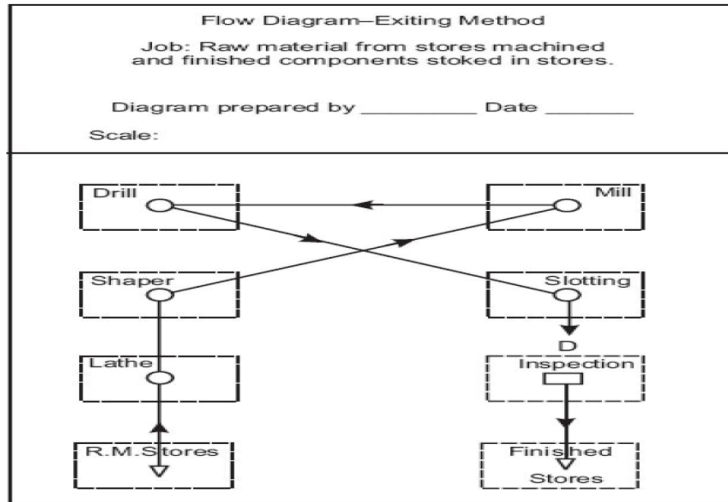 Flow Diagram–Exiting Method
Job: Raw material from stores machined
and finished components stoked in stores.
Diagram prepared by ________ Date ______
Scale:
Drill
Mill
Shaper
Slotting
D
Lathe
Inspection
R.M.Stores
Finished
Stores